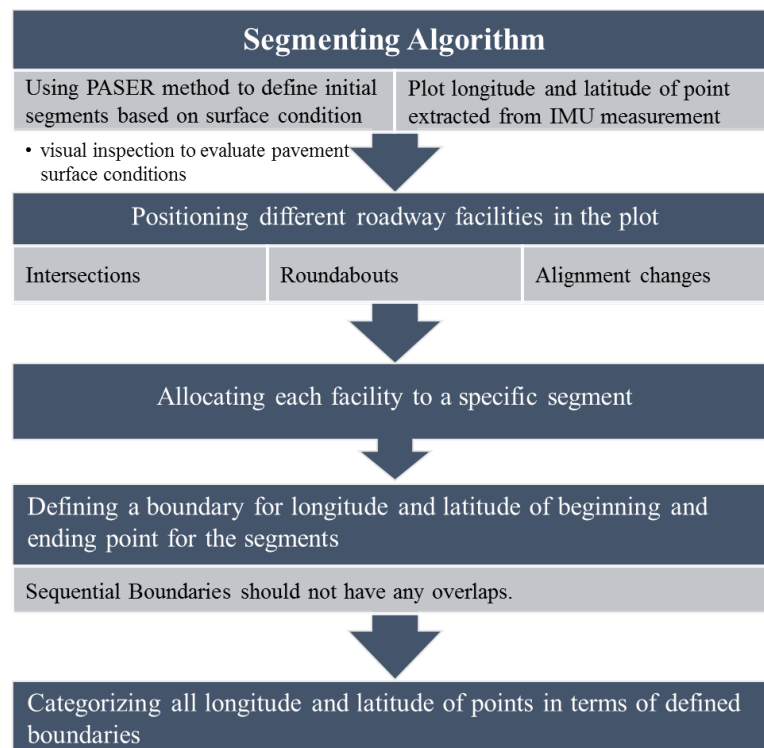 Segmenting Algorithm
Using PASER method to define initial
segments based on surface condition
Plot longitude and latitude of point
extracted from IMU measurement
• visual inspection to evaluate pavement
surface conditions
Positioning different roadway facilities in the plot
Intersections
Roundabouts
Alignment changes
Allocating each facility to a specific segment
Defining a boundary for longitude and latitude of beginning and
ending point for the segments
Sequential Boundaries should not have any overlaps.
Categorizing all longitude and latitude of points in terms of defined
boundaries